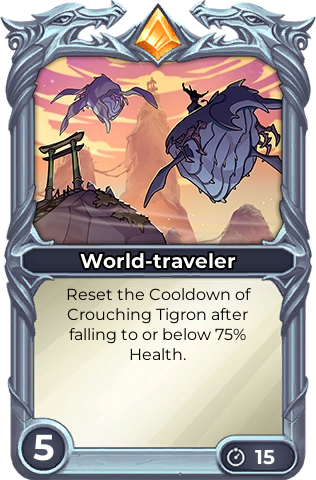 World-traveler
Reset the Cooldown of
Crouching Tigron after
falling to or below 75%
Health.
5
15